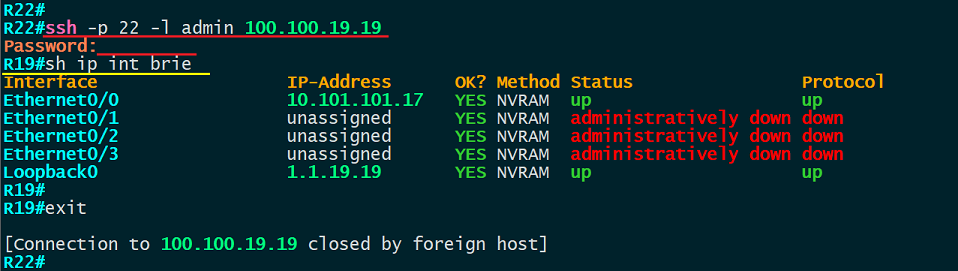 R22#
R22#ssh -p 22 -l admin 100.100.19.19
Password:
R19#sh ip int brie
Interface IP-Address OK? Method Status Protocol
Ethernet0/0 10.101.101.17 YES NVRAM up up
Ethernet0/1 unassigned YES NVRAM administratively down down
Ethernet0/2 unassigned YES NVRAM administratively down down
Ethernet0/3 unassigned YES NVRAM administratively down down
Loopback0 1.1.19.19 YES NVRAM up up
R19#
R19#exit
[Connection to 100.100.19.19 closed by foreign host]
R22#